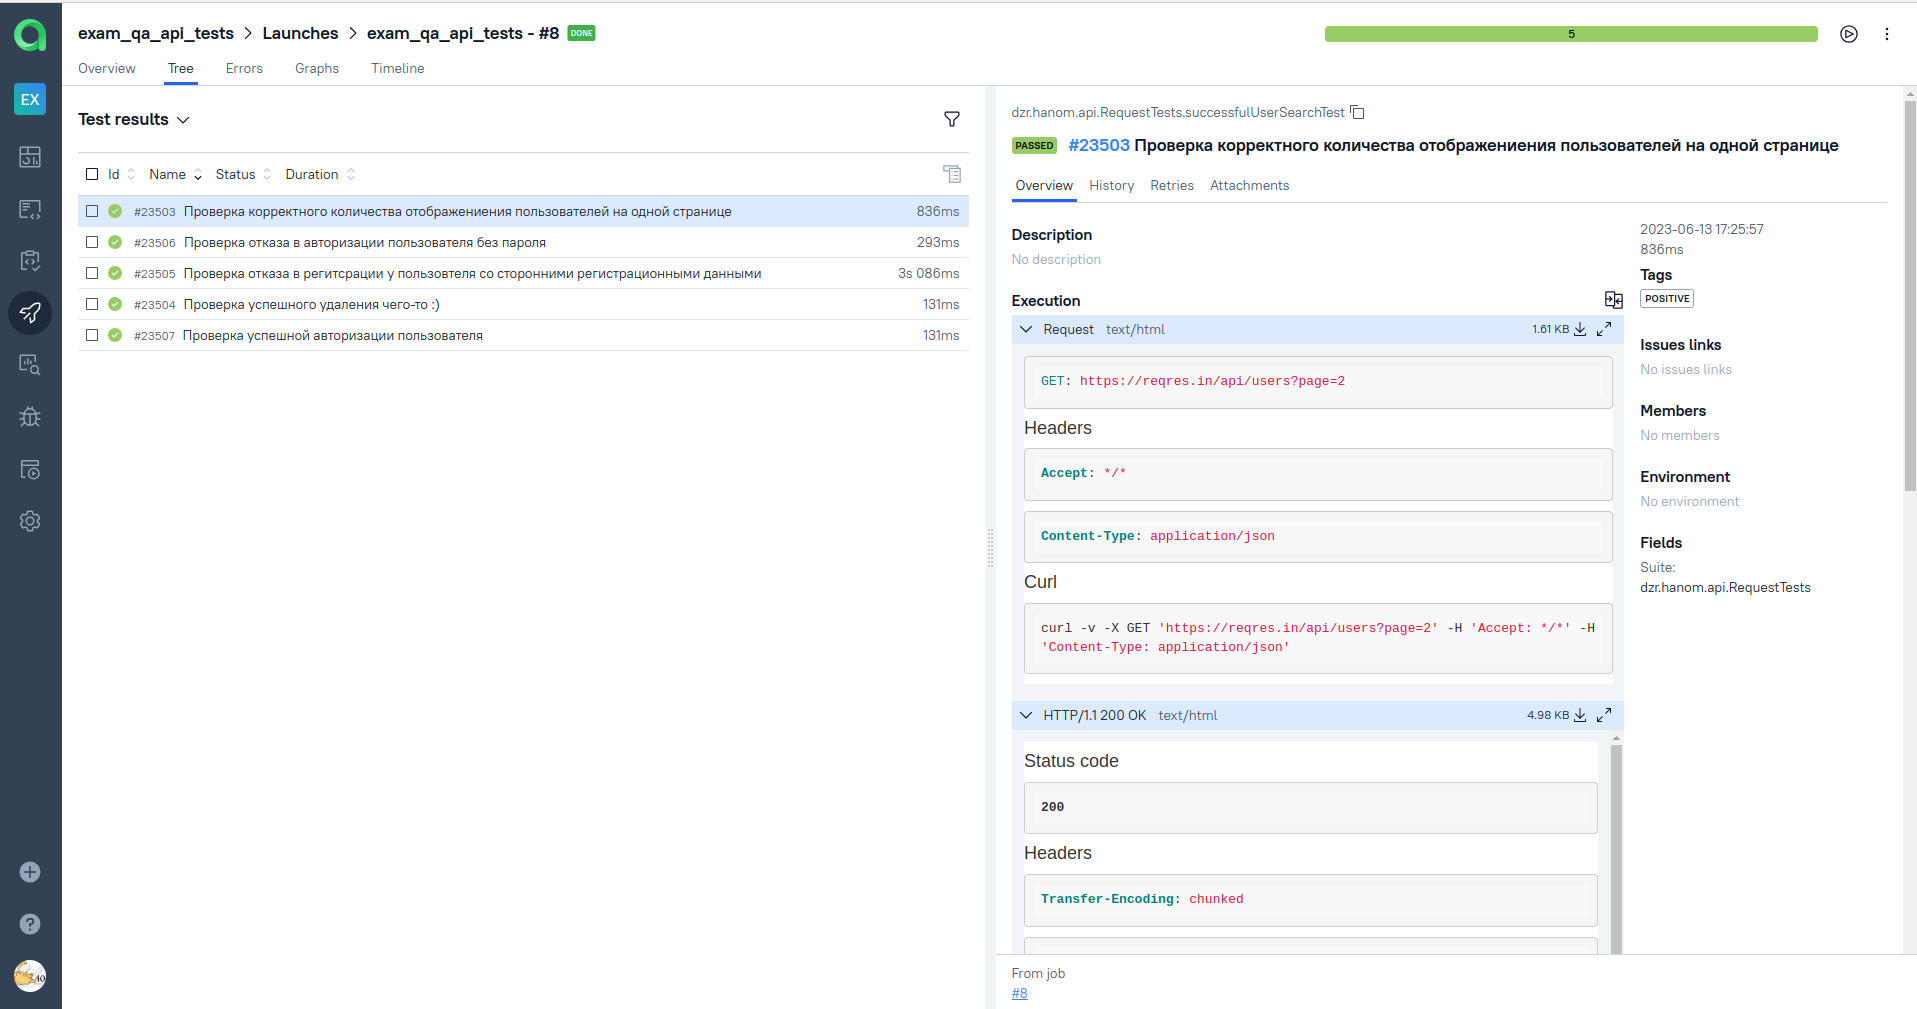 exam_qa_api_tests > Launches > exam_qa_api_tests - #8 DONE
5
Overview Tree Errors Graphs Timeline
EX
Test results
Id Name Status Duration
#23503 Проверка корректного количества отображениения пользователей на одной странице 836ms
#23506 Проверка отказа в авторизации пользователя без пароля 293ms
#23505 Проверка отказа в регитсрации у пользовтеля со сторонними регистрационными данными 3s 086ms
#23504 Проверка успешного удаления чего-то :) 131ms
#23507 Проверка успешной авторизации пользователя 131ms
dzr.hanom.api.RequestTests.successfulUserSearchTest
PASSED #23503 Проверка корректного количества отображениения пользователей на одной странице
Overview History Retries Attachments
Description
No description
Execution
Request text/html 1.61 KB
GET: https://reqres.in/api/users?page=2
Headers
Accept: */*
Content-Type: application/json
Curl
curl -v -X GET 'https://reqres.in/api/users?page=2' -H 'Accept: */*' -H
'Content-Type: application/json'
HTTP/1.1 200 OK text/html 4.98 KB
Status code
200
Headers
Transfer-Encoding: chunked
2023-06-13 17:25:57
836ms
Tags
POSITIVE
Issues links
No issues links
Members
No members
Environment
No environment
Fields
Suite:
dzr.hanom.api.RequestTests
From job
#8